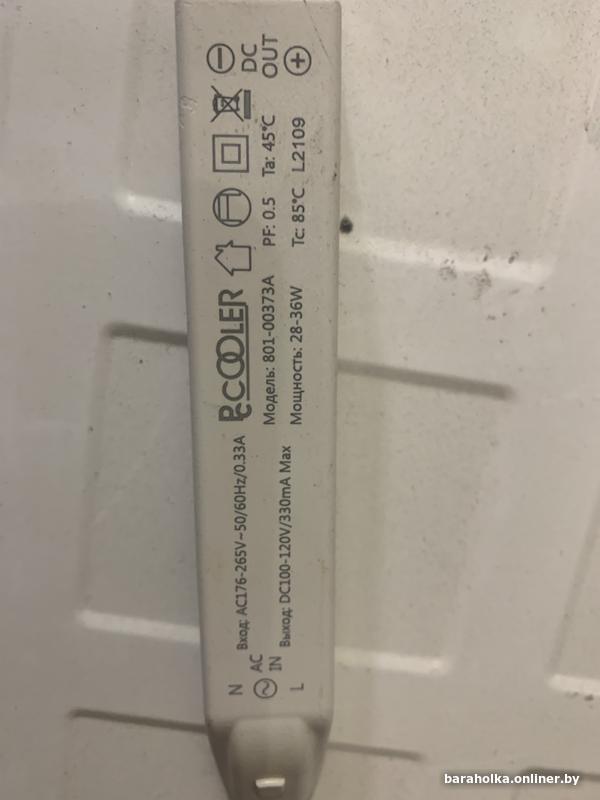 N
AC
IN
L
Вход: AC176-265V~50/60Hz/0.33A
Выход: DC100-120V/330mA Max
PCCOOLER
Модель: 801-00373A
PF: 0.5
Ta: 45℃
Мощность: 28-36W
Tc: 85℃
L2109
DC
OUT
baraholka.onliner.by